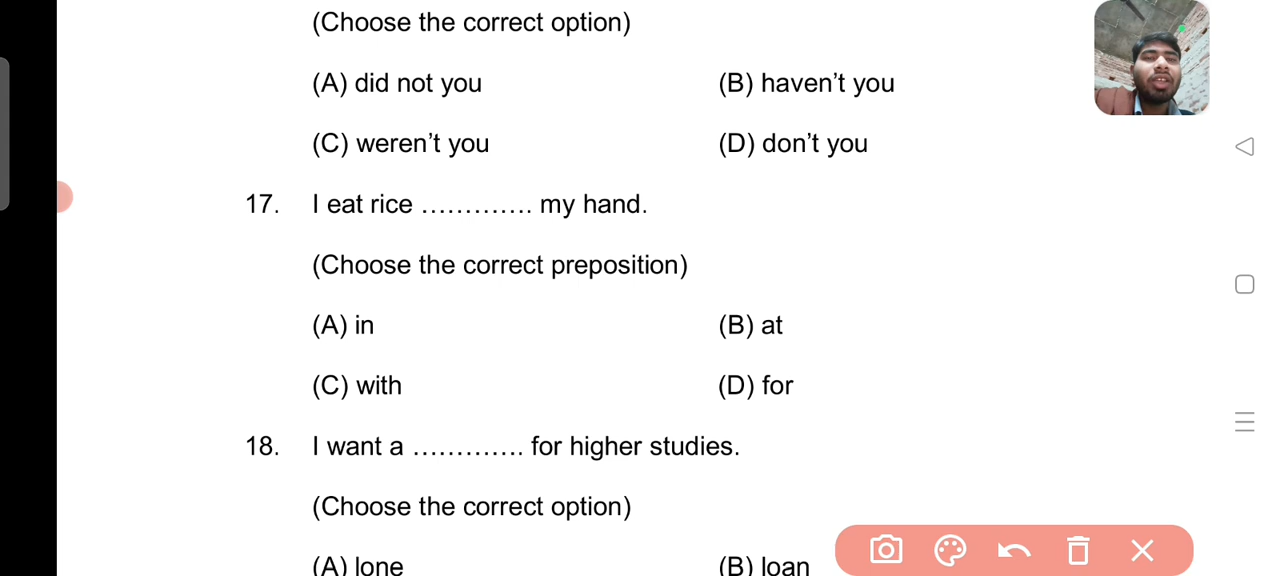 (Choose the correct option)
(A) did not you (B) haven’t you
(C) weren’t you (D) don’t you
17. I eat rice …………. my hand.
(Choose the correct preposition)
(A) in (B) at
(C) with (D) for
18. I want a …………. for higher studies.
(Choose the correct option)
(A) lone (B) loan